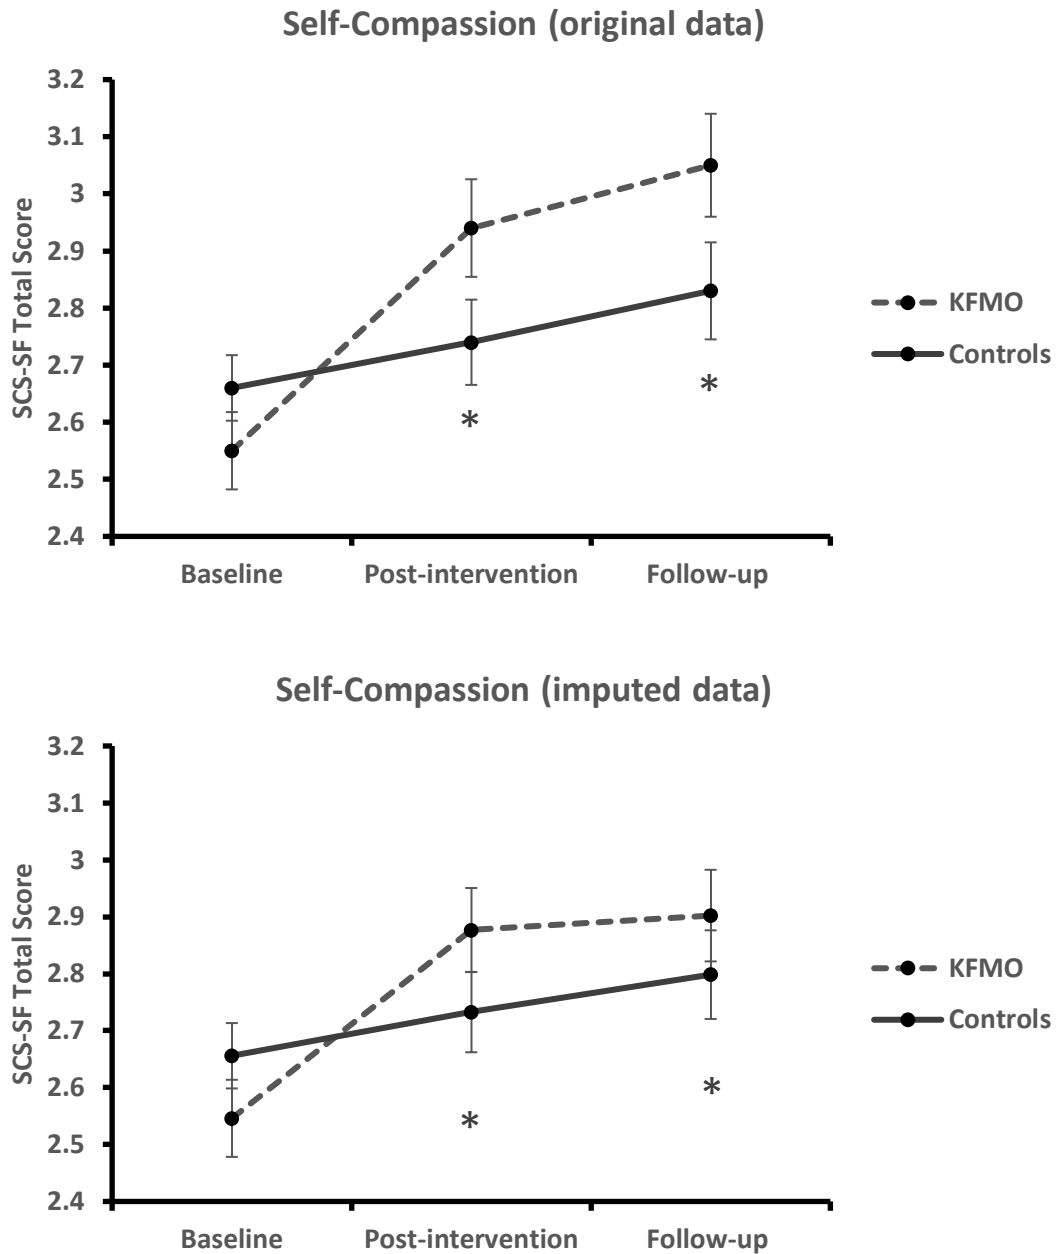 Self-Compassion (original data)
SCS-SF Total Score
3.2
3.1
3
2.9
2.8
2.7
2.6
2.5
2.4
*
*
Baseline
Post-intervention
Follow-up
KFMO
Controls
Self-Compassion (imputed data)
SCS-SF Total Score
3.2
3.1
3
2.9
2.8
2.7
2.6
2.5
2.4
*
*
Baseline
Post-intervention
Follow-up
KFMO
Controls